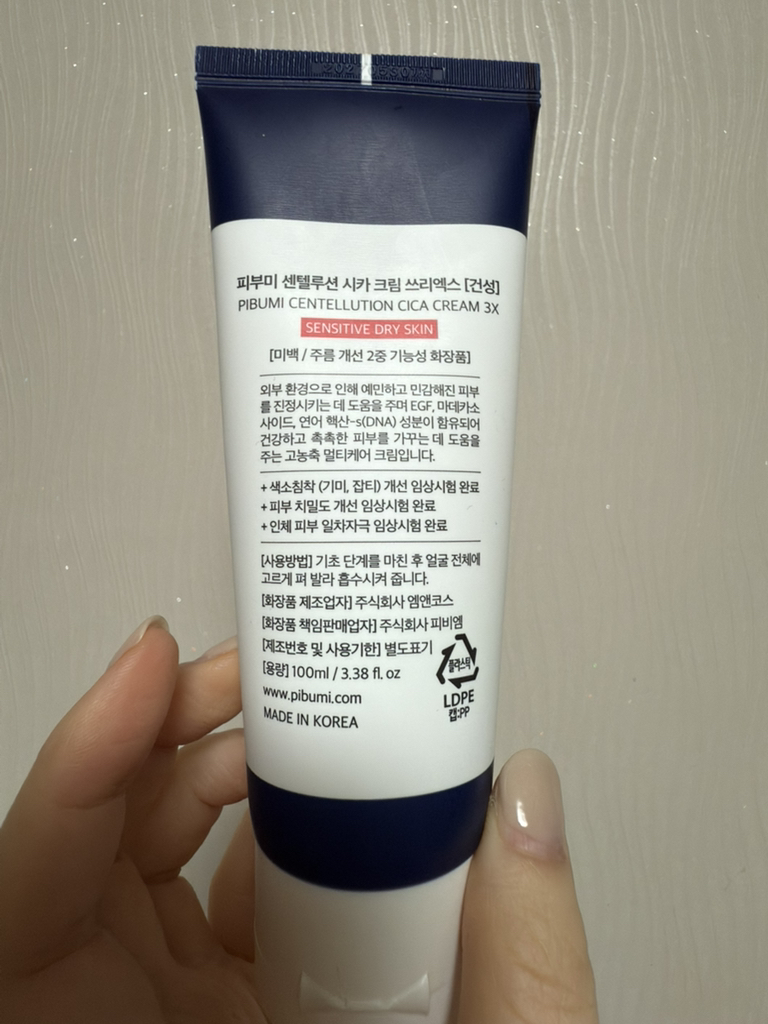 피부미 센텔루션 시카 크림 쓰리엑스 [건성]
PIBUMI CENTELLUTION CICA CREAM 3X
SENSITIVE DRY SKIN
[미백 / 주름 개선 2중 기능성 화장품]
외부 환경으로 인해 예민하고 민감해진 피부
를 진정시키는 데 도움을 주며 EGF, 마데카소
사이드, 연어 핵산-s(DNA) 성분이 함유되어
건강하고 촉촉한 피부를 가꾸는 데 도움을
주는 고농축 멀티케어 크림입니다.
+ 색소침착 (기미, 잡티) 개선 임상시험 완료
+ 피부 치밀도 개선 임상시험 완료
+ 인체 피부 일차자극 임상시험 완료
[사용방법] 기초 단계를 마친 후 얼굴 전체에
고르게 펴 발라 흡수시켜 줍니다.
[화장품 제조업자] 주식회사 엠앤코스
[화장품 책임판매업자] 주식회사 피비엠
[제조번호 및 사용기한] 별도표기
[용량] 100ml / 3.38 fl. oz
www.pibumi.com
MADE IN KOREA
플라스틱
LDPE
캡:PP